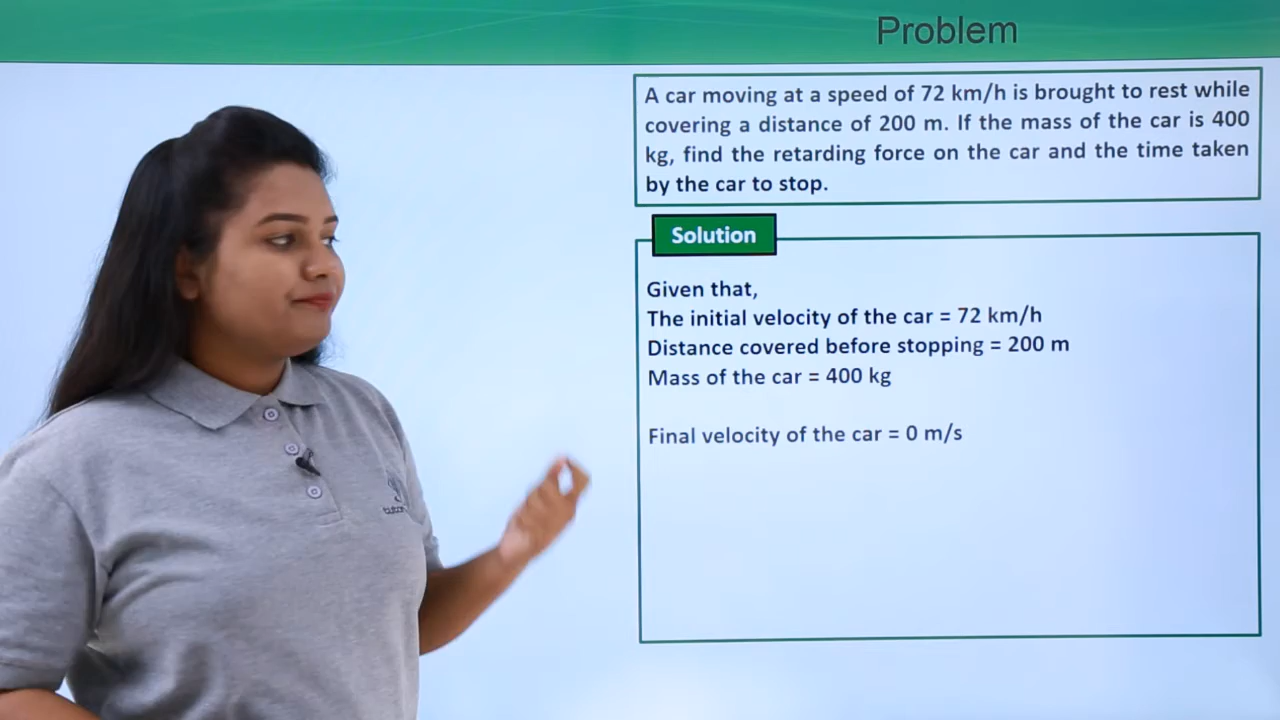 Problem
A car moving at a speed of 72 km/h is brought to rest while
covering a distance of 200 m. If the mass of the car is 400
kg, find the retarding force on the car and the time taken
by the car to stop.
Solution
Given that,
The initial velocity of the car = 72 km/h
Distance covered before stopping = 200 m
Mass of the car = 400 kg
Final velocity of the car = 0 m/s